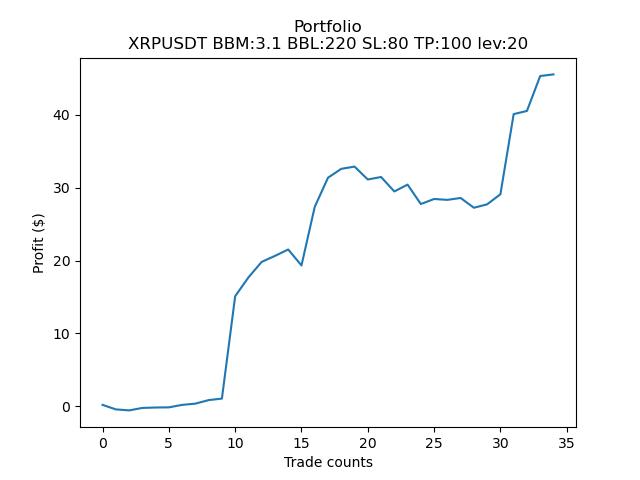 Portfolio
XRPUSDT BBM:3.1 BBL:220 SL:80 TP:100 lev:20
40
30
20
10
0
Profit ($)
0 5 10 15 20 25 30 35
Trade counts